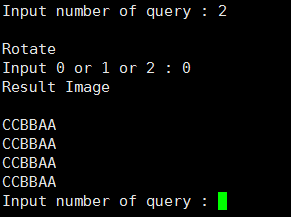 Input number of query : 2
Rotate
Input 0 or 1 or 2 : 0
Result Image
CCBBAA
CCBBAA
CCBBAA
CCBBAA
Input number of query :